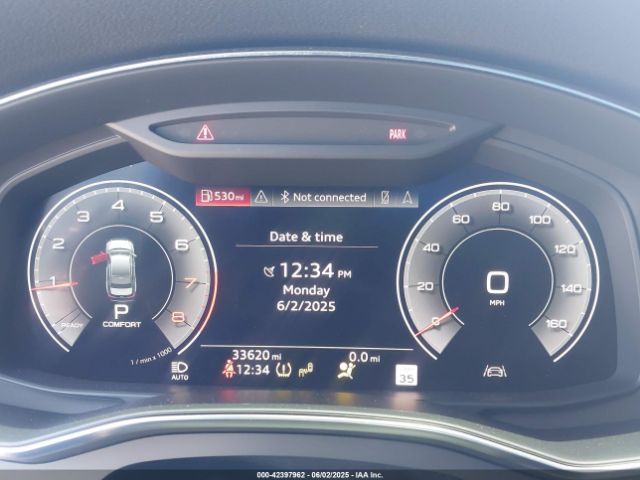 PARK
530 mi Not connected
Date & time
12:34 PM
Monday
6/2/2025
33620 mi 0.0 mi
12:34
35
READY 1 2 3 4 5 6 7 8
P
COMFORT
1 / min x 1000
AUTO
0 20 40 60 80 100 120 140 160
0
MPH
000-42397962 | 06/02/2025 | IAA Inc.